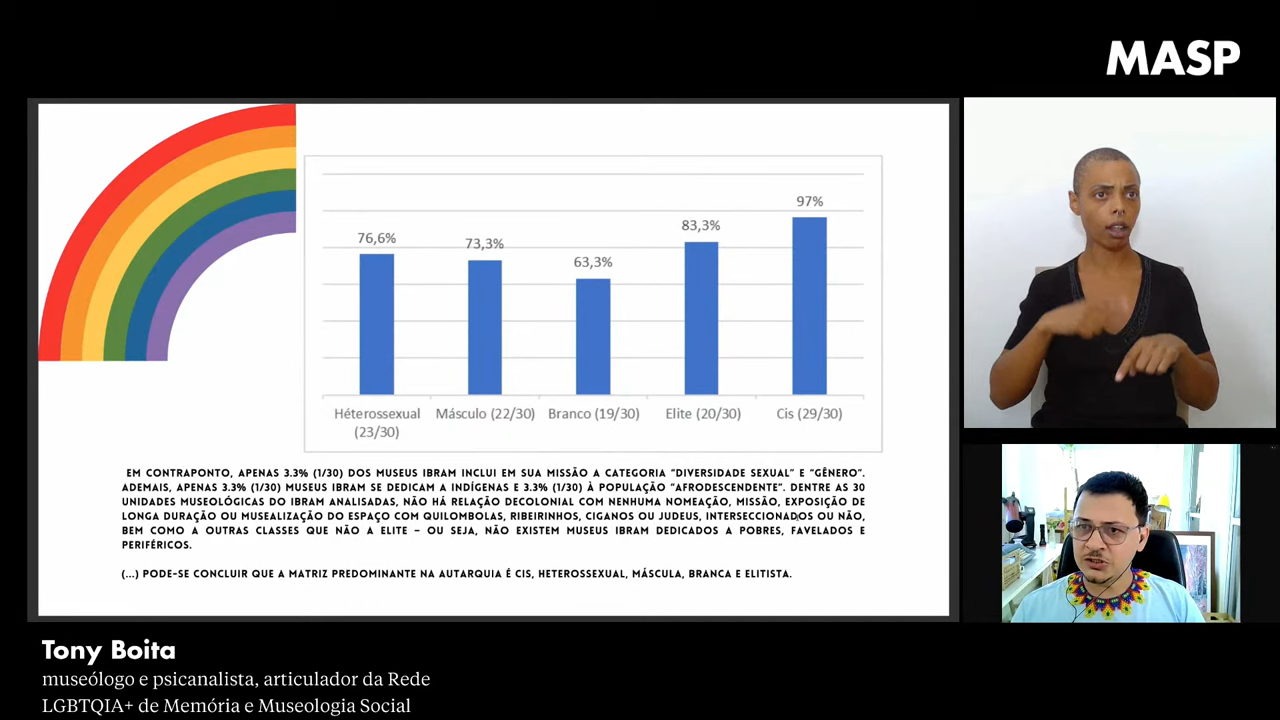 MASP
76,6%
73,3%
63,3%
83,3%
97%
Héterossexual
(23/30)
Másculo (22/30)
Branco (19/30)
Elite (20/30)
Cis (29/30)
EM CONTRAPONTO, APENAS 3.3% (1/30) DOS MUSEUS IBRAM INCLUI EM SUA MISSÃO A CATEGORIA "DIVERSIDADE SEXUAL" E "GÊNERO".
ADEMAIS, APENAS 3.3% (1/30) MUSEUS IBRAM SE DEDICAM A INDÍGENAS E 3.3% (1/30) À POPULAÇÃO "AFRODESCENDENTE". DENTRE AS 30
UNIDADES MUSEOLÓGICAS DO IBRAM ANALISADAS, NÃO HÁ RELAÇÃO DECOLONIAL COM NENHUMA NOMEAÇÃO, MISSÃO, EXPOSIÇÃO DE
LONGA DURAÇÃO OU MUSEALIZAÇÃO DO ESPAÇO COM QUILOMBOLAS, RIBEIRINHOS, CIGANOS OU JUDEUS, INTERSECCIONADOS OU NÃO,
BEM COMO A OUTRAS CLASSES QUE NÃO A ELITE – OU SEJA, NÃO EXISTEM MUSEUS IBRAM DEDICADOS A POBRES, FAVELADOS E
PERIFÉRICOS.
(...) PODE-SE CONCLUIR QUE A MATRIZ PREDOMINANTE NA AUTARQUIA É CIS, HETEROSSEXUAL, MÁSCULA, BRANCA E ELITISTA.
Tony Boita
museólogo e psicanalista, articulador da Rede
LGBTQIA+ de Memória e Museologia Social